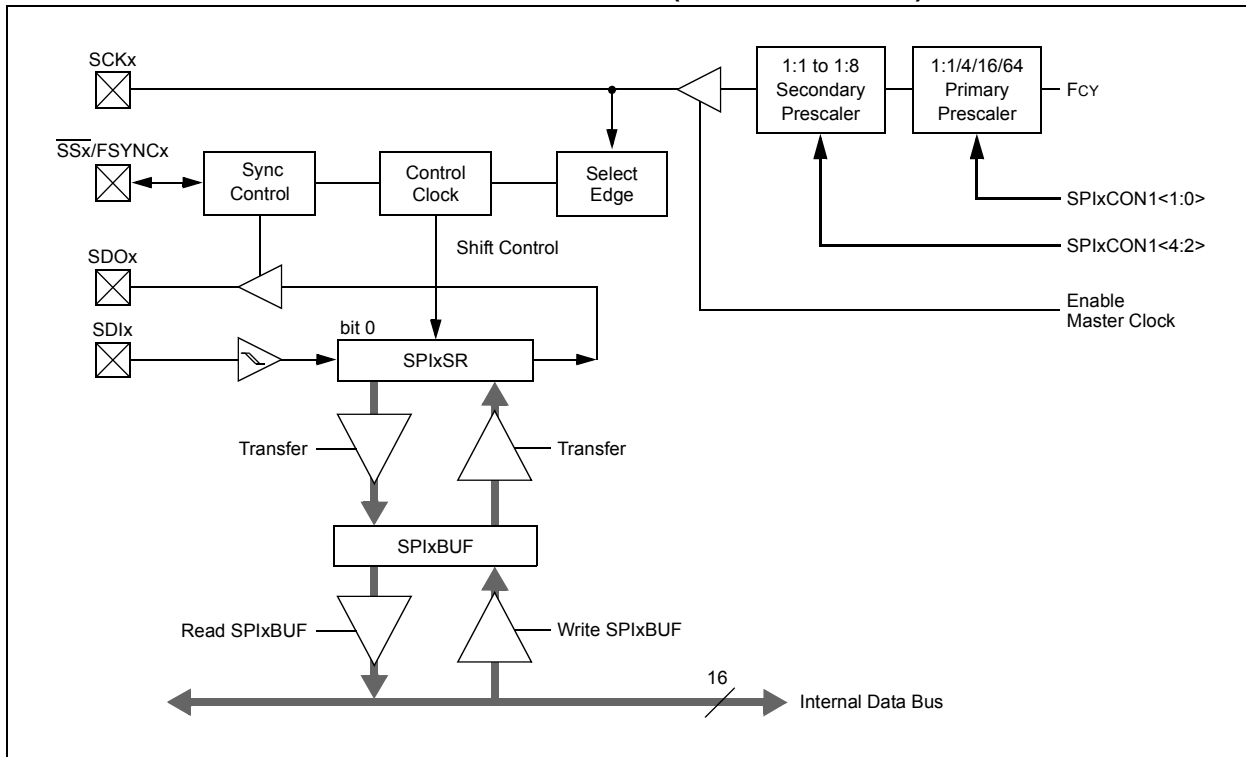 SCKx
1:1 to 1:8
Secondary
Prescaler
1:1/4/16/64
Primary
Prescaler
FCY
SSx/FSYNCx
Sync
Control
Control
Clock
Select
Edge
SPIxCON1<1:0>
Shift Control
SPIxCON1<4:2>
SDOx
Enable
Master Clock
SDIx
bit 0
SPIxSR
Transfer
Transfer
SPIxBUF
Read SPIxBUF
Write SPIxBUF
16
Internal Data Bus